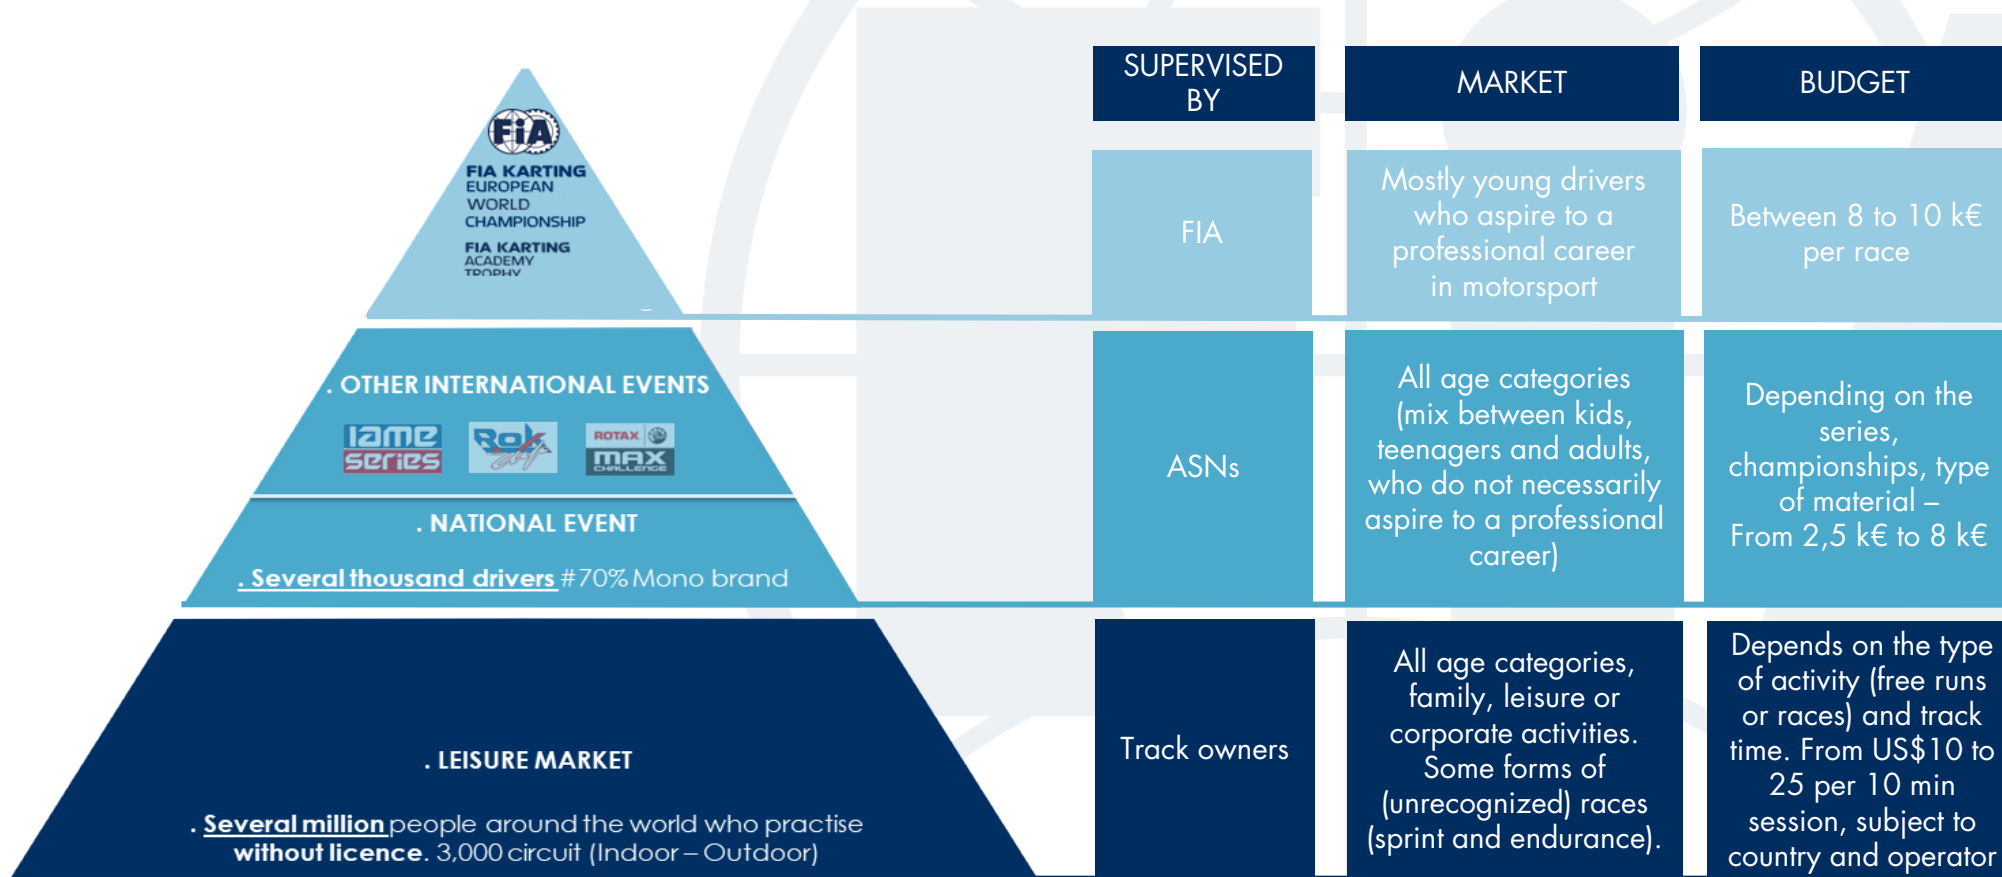 SUPERVISED
BY
MARKET
BUDGET
FiA
FIA KARTING
EUROPEAN
WORLD
CHAMPIONSHIP
FIA KARTING
ACADEMY
TROPHY
FIA
Mostly young drivers
who aspire to a
professional career
in motorsport
Between 8 to 10 k€
per race
. OTHER INTERNATIONAL EVENTS
IAME
series
Rok
cup
ROTAX
MAX
CHALLENGE
. NATIONAL EVENT
. Several thousand drivers #70% Mono brand
ASNs
All age categories
(mix between kids,
teenagers and adults,
who do not necessarily
aspire to a professional
career)
Depending on the
series,
championships, type
of material –
From 2,5 k€ to 8 k€
. LEISURE MARKET
. Several million people around the world who practise
without licence. 3,000 circuit (Indoor – Outdoor)
Track owners
All age categories,
family, leisure or
corporate activities.
Some forms of
(unrecognized) races
(sprint and endurance).
Depends on the type
of activity (free runs
or races) and track
time. From US$10 to
25 per 10 min
session, subject to
country and operator